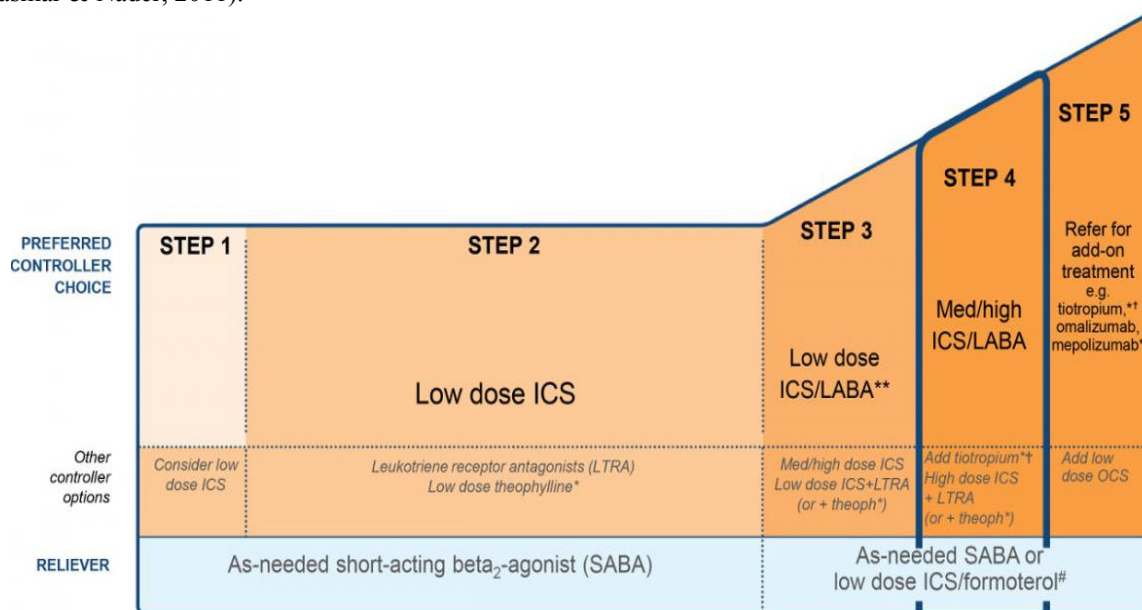 STEP 5
STEP 4
PREFERRED
CONTROLLER
CHOICE
STEP 1
STEP 2
STEP 3
Refer for
add-on
treatment
e.g.
tiotropium,*†
omalizumab,
mepolizumab*
Med/high
ICS/LABA
Low dose
ICS/LABA**
Low dose ICS
Other
controller
options
Consider low
dose ICS
Leukotriene receptor antagonists (LTRA)
Low dose theophylline*
Med/high dose ICS
Low dose ICS+LTRA
(or + theoph*)
Add tiotropium*†
High dose ICS
+ LTRA
(or + theoph*)
Add low
dose OCS
RELIEVER
As-needed short-acting beta2-agonist (SABA)
As-needed SABA or
low dose ICS/formoterol#